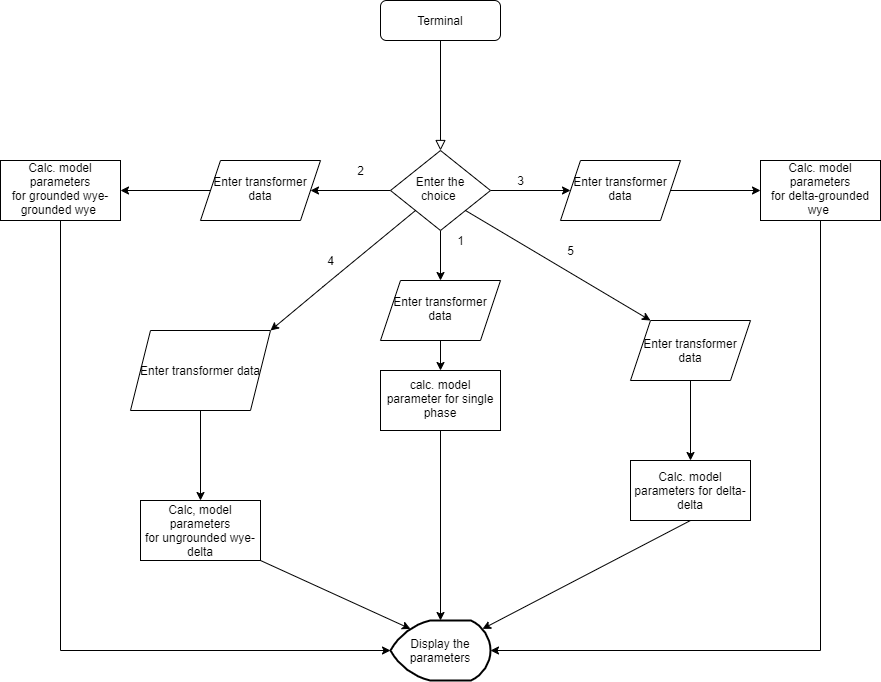 Terminal
Calc. model
parameters
for grounded wye-
grounded wye
Enter transformer
data
2
Enter the
choice
3
Enter transformer
data
Calc. model
parameters
for delta-grounded
wye
4
1
5
Enter transformer data
Enter transformer
data
Enter transformer
data
calc. model
parameter for single
phase
Calc, model
parameters
for ungrounded wye-
delta
Calc. model
parameters for delta-
delta
Display the
parameters